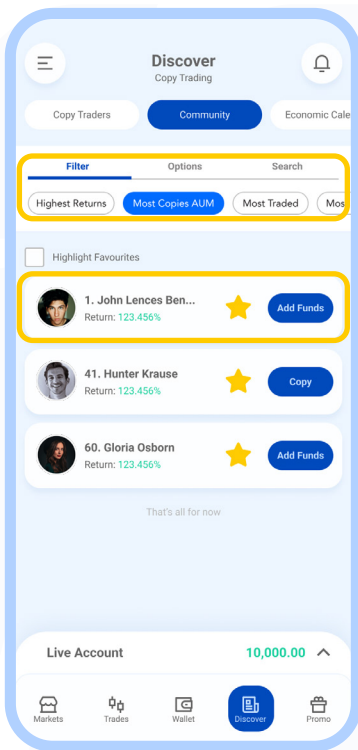 Discover
Copy Trading
Copy Traders
Community
Economic Cale
Filter
Options
Search
Highest Returns
Most Copies AUM
Most Traded
Mos
Highlight Favourites
1. John Lences Ben...
Return: 123.456%
Add Funds
41. Hunter Krause
Return: 123.456%
Copy
60. Gloria Osborn
Return: 123.456%
Add Funds
That's all for now
Live Account
10,000.00
Markets
Trades
Wallet
Discover
Promo